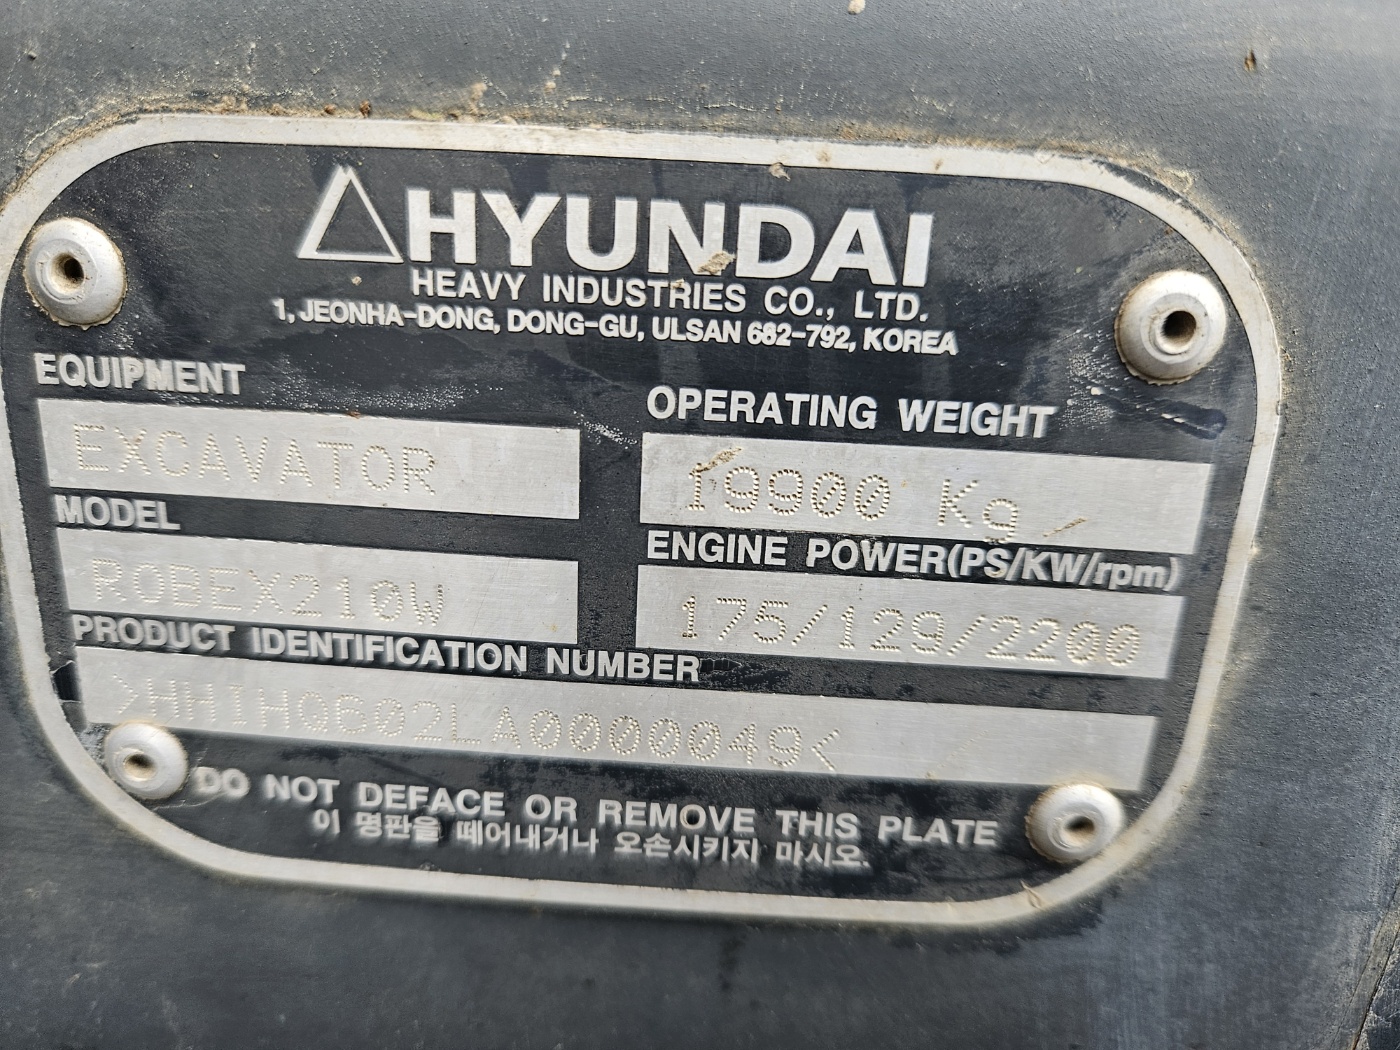 HYUNDAI
HEAVY INDUSTRIES CO., LTD.
1, JEONHA-DONG, DONG-GU, ULSAN 682-792, KOREA
EQUIPMENT
EXCAVATOR
MODEL
ROBEX210W
OPERATING WEIGHT
19900 Kg
ENGINE POWER(PS/KW/rpm)
175/129/2200
PRODUCT IDENTIFICATION NUMBER
>HHIHQ602LA0000049<
DO NOT DEFACE OR REMOVE THIS PLATE
이 명판을 떼어내거나 오손시키지 마시오.